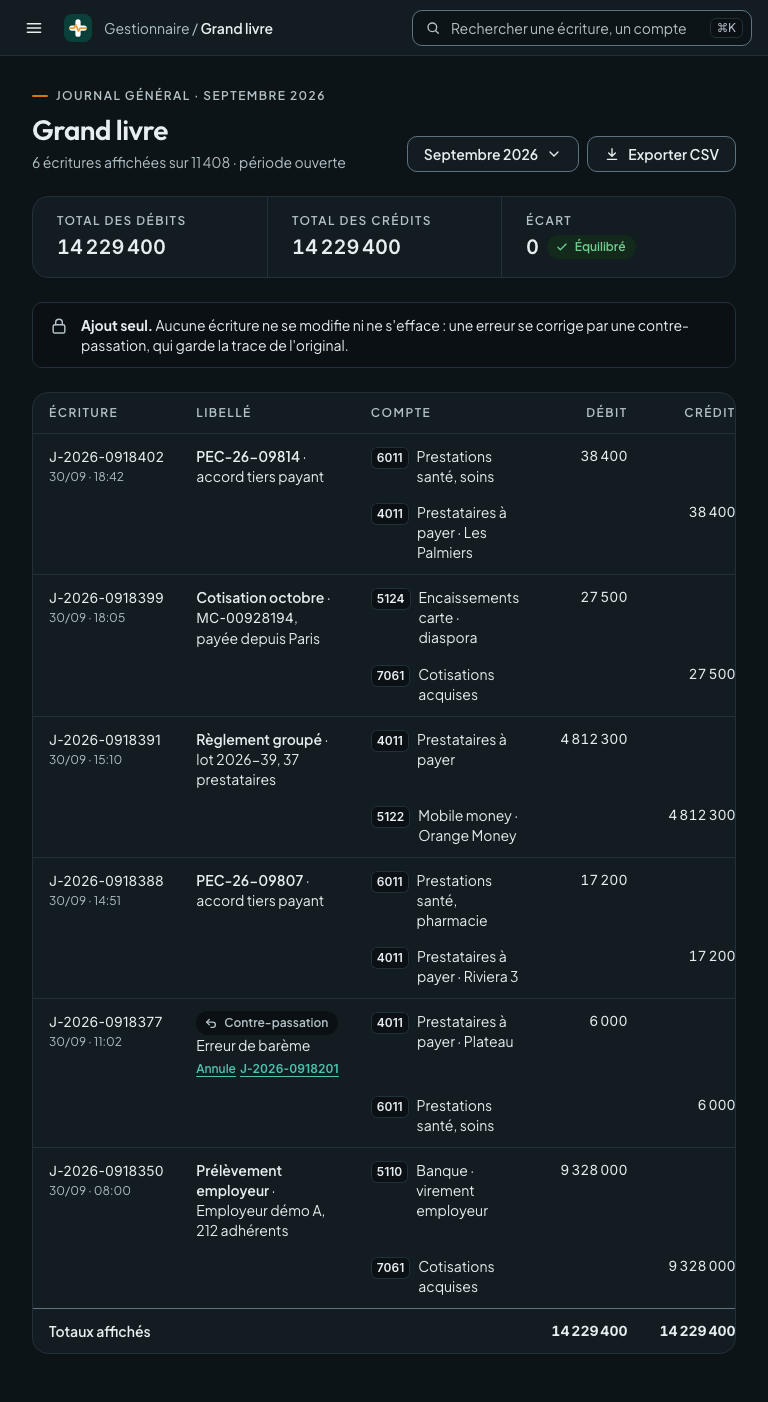 Gestionnaire / Grand livre
Rechercher une écriture, un compte
⌘K
JOURNAL GÉNÉRAL · SEPTEMBRE 2026
Grand livre
6 écritures affichées sur 11 408 · période ouverte
Septembre 2026
Exporter CSV
TOTAL DES DÉBITS
14 229 400
TOTAL DES CRÉDITS
14 229 400
ÉCART
0 Équilibré
Ajout seul. Aucune écriture ne se modifie ni ne s'efface : une erreur se corrige par une contre-
passation, qui garde la trace de l'original.
ÉCRITURE LIBELLÉ COMPTE DÉBIT CRÉDIT
J-2026-0918402
30/09 · 18:42
PEC-26-09814 ·
accord tiers payant
6011 Prestations
santé, soins
38 400
4011 Prestataires à
payer · Les
Palmiers
38 400
J-2026-0918399
30/09 · 18:05
Cotisation octobre ·
MC-00928194,
payée depuis Paris
5124 Encaissements
carte ·
diaspora
27 500
7061 Cotisations
acquises
27 500
J-2026-0918391
30/09 · 15:10
Règlement groupé ·
lot 2026-39, 37
prestataires
4011 Prestataires à
payer
4 812 300
5122 Mobile money ·
Orange Money
4 812 300
J-2026-0918388
30/09 · 14:51
PEC-26-09807 ·
accord tiers payant
6011 Prestations
santé,
pharmacie
17 200
4011 Prestataires à
payer · Riviera 3
17 200
J-2026-0918377
30/09 · 11:02
Contre-passation
Erreur de barème
Annule J-2026-0918201
4011 Prestataires à
payer · Plateau
6 000
6011 Prestations
santé, soins
6 000
J-2026-0918350
30/09 · 08:00
Prélèvement
employeur ·
Employeur démo A,
212 adhérents
5110 Banque ·
virement
employeur
9 328 000
7061 Cotisations
acquises
9 328 000
Totaux affichés 14 229 400 14 229 400